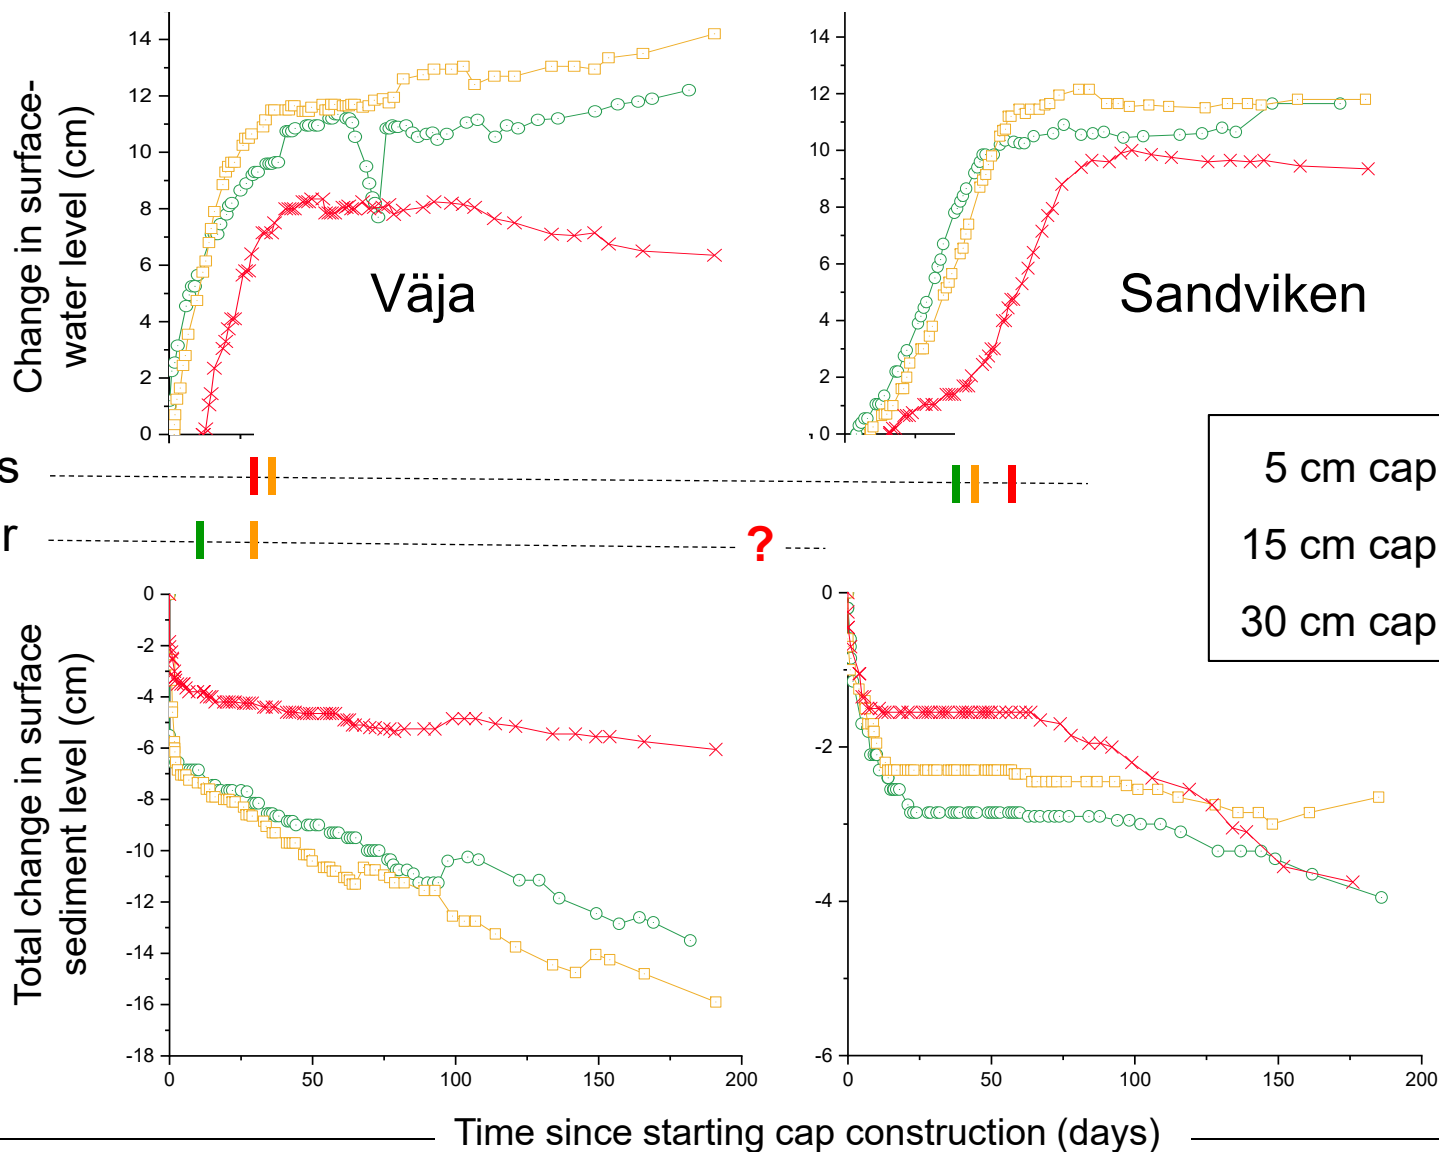 Change in surface-
water level (cm)
14
12
10
8
6
4
2
0
Väja
14
12
10
8
6
4
2
0
Sandviken
5 cm cap
15 cm cap
30 cm cap
s
r
?
Total change in surface
sediment level (cm)
0
-2
-4
-6
-8
-10
-12
-14
-16
-18
0 50 100 150 200
0
-2
-4
-6
0 50 100 150 200
Time since starting cap construction (days)